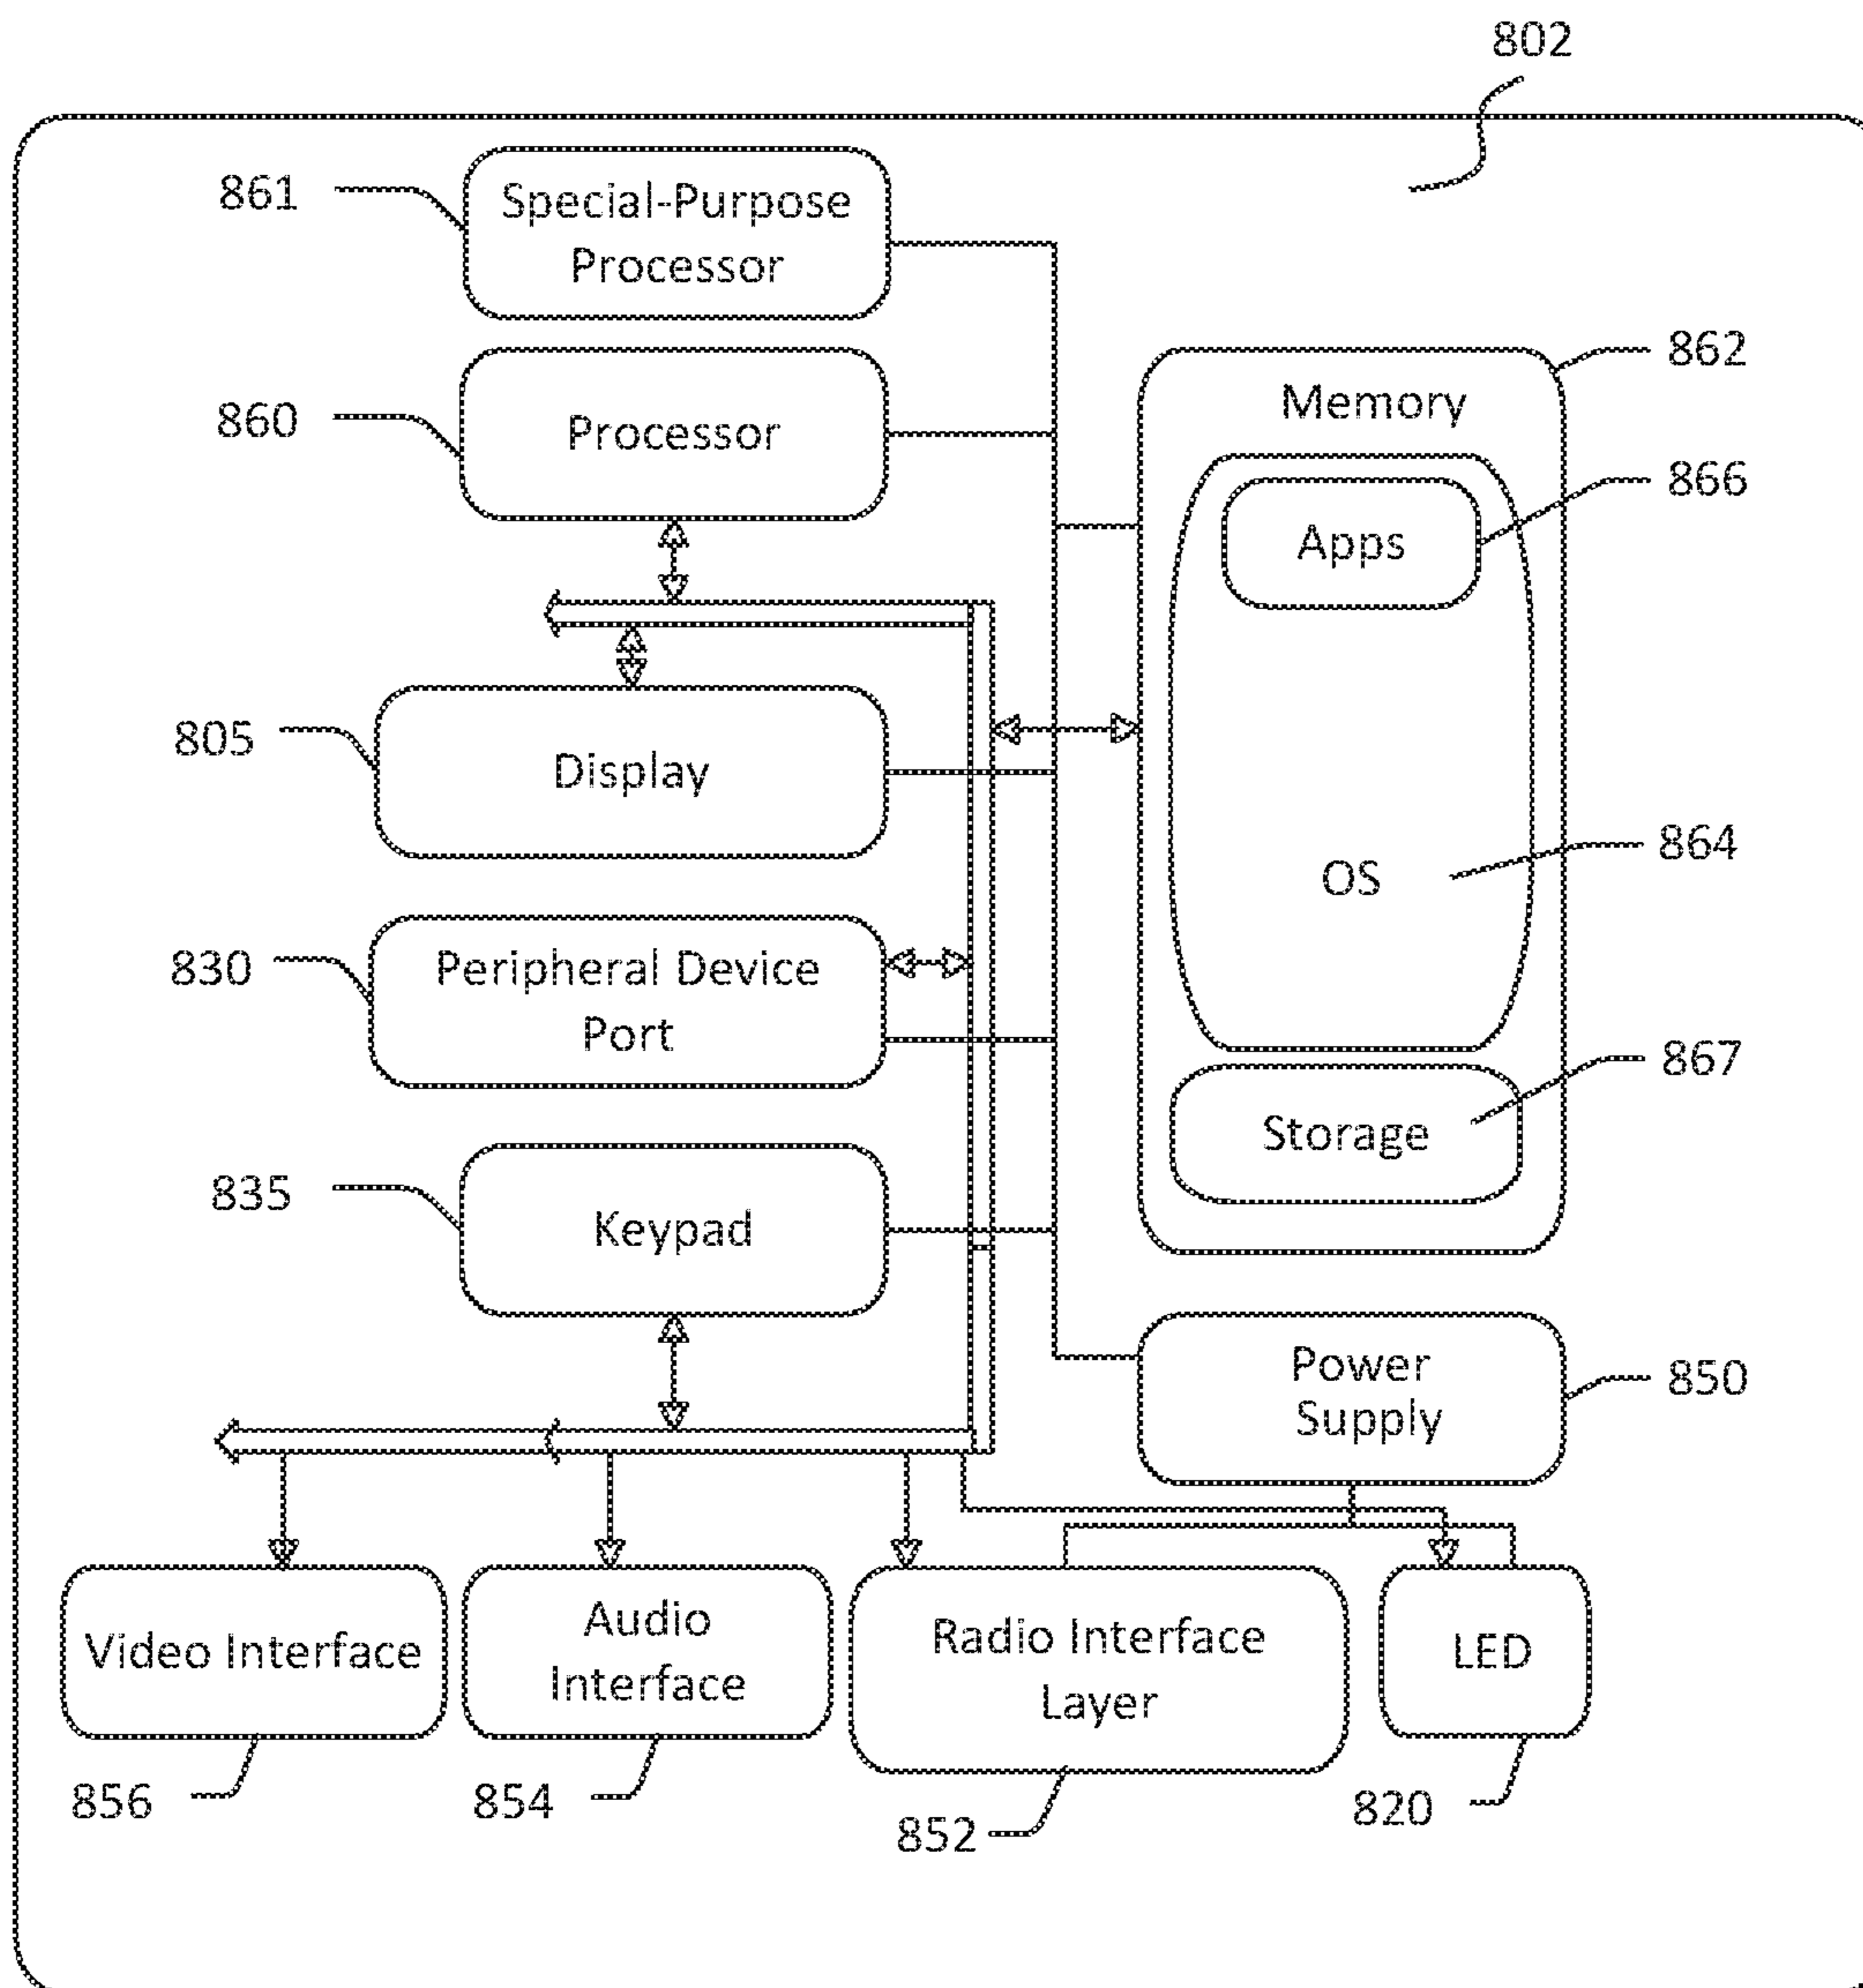 802
861
Special-Purpose
Processor
862
Memory
860
Processor
866
Apps
805
Display
864
OS
830
Peripheral Device
Port
867
Storage
835
Keypad
Power
Supply
850
Video Interface
Audio
Interface
Radio Interface
Layer
LED
856
854
852
820